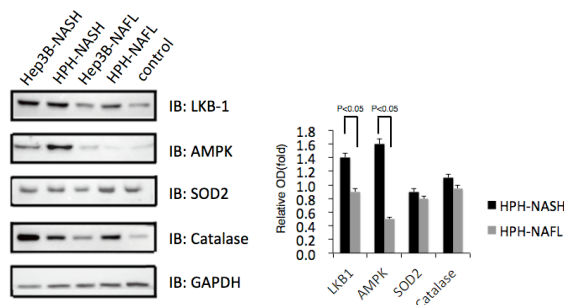 Hep3B-NASH
HPH-NASH
Hep3B-NAFL
HPH-NAFL
control
IB: LKB-1
IB: AMPK
IB: SOD2
IB: Catalase
IB: GAPDH
P<0.05 P<0.05
Relative OD(fold)
1.8
1.6
1.4
1.2
1.0
0.8
0.6
0.4
0.2
0.0
LKB1
AMPK
SOD2
Catalase
HPH-NASH
HPH-NAFL